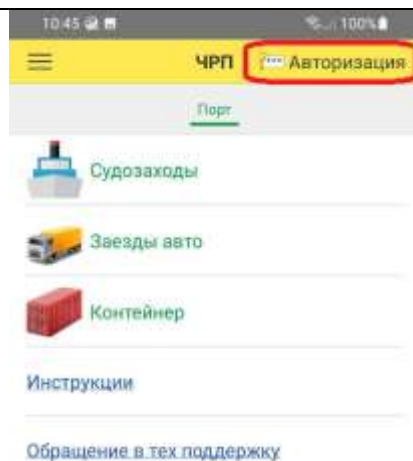 10:45 100%
ЧРП Авторизация
Порт
Судозаходы
Заезды авто
Контейнер
Инструкции
Обращение в тех поддержку